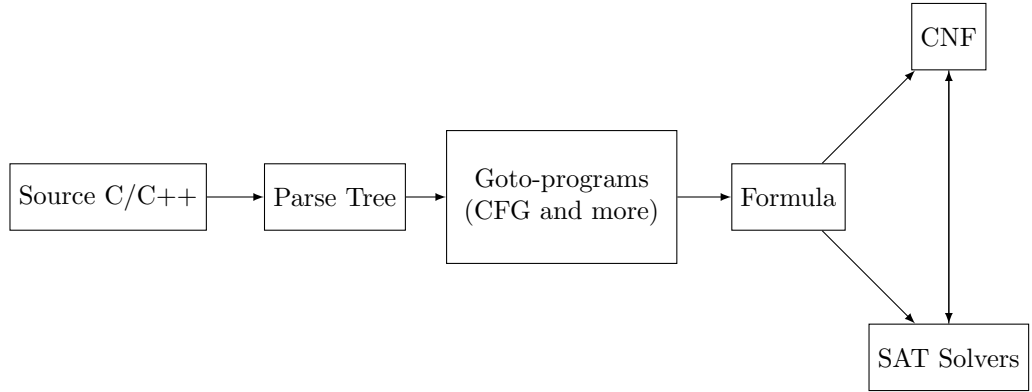 CNF
Source C/C++
Parse Tree
Goto-programs
(CFG and more)
Formula
SAT Solvers